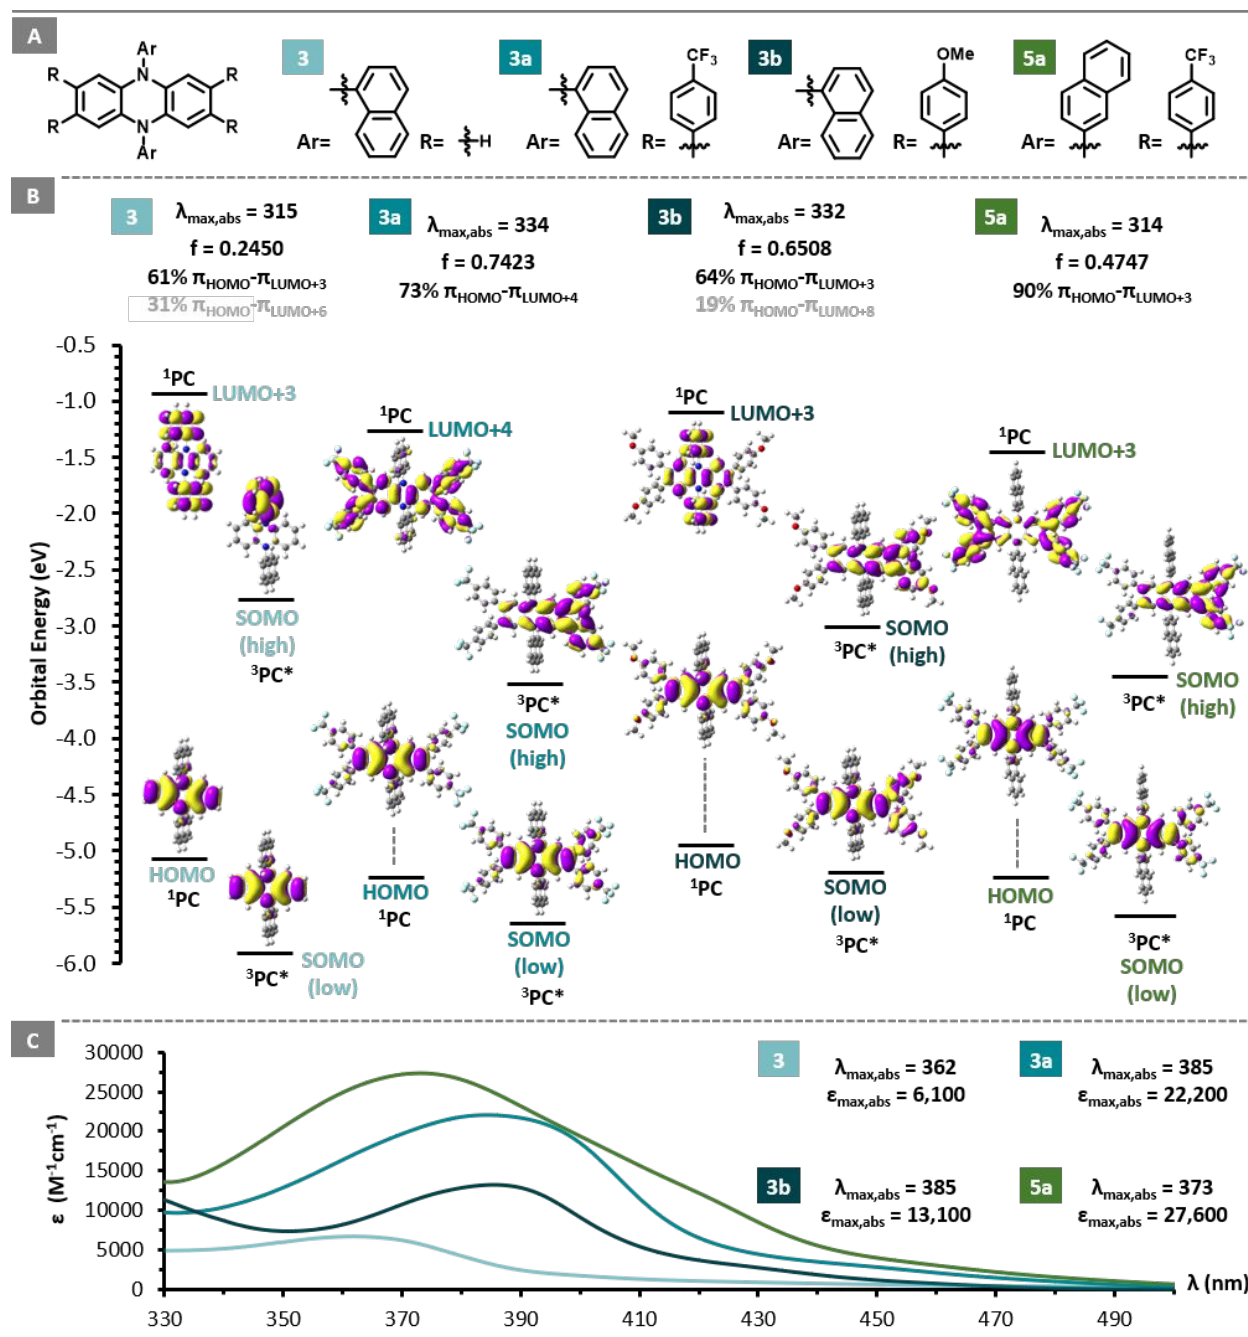 A
Ar
N
R
R
R
R
N
Ar
3
Ar=
R=
H
3a
Ar=
CF₃
R=
3b
Ar=
OMe
R=
5a
Ar=
CF₃
R=
B
3
λmax,abs = 315
f = 0.2450
61% πHOMO-πLUMO+3
31% πHOMO-πLUMO+6
3a
λmax,abs = 334
f = 0.7423
73% πHOMO-πLUMO+4
3b
λmax,abs = 332
f = 0.6508
64% πHOMO-πLUMO+3
19% πHOMO-πLUMO+8
5a
λmax,abs = 314
f = 0.4747
90% πHOMO-πLUMO+3
Orbital Energy (eV)
-0.5
-1.0
-1.5
-2.0
-2.5
-3.0
-3.5
-4.0
-4.5
-5.0
-5.5
-6.0
¹PC
LUMO+3
SOMO
(high)
³PC*
HOMO
¹PC
³PC*
SOMO
(low)
¹PC
LUMO+4
³PC*
SOMO
(high)
HOMO
¹PC
SOMO
(low)
³PC*
¹PC
LUMO+3
SOMO
(high)
³PC*
HOMO
¹PC
SOMO
(low)
³PC*
¹PC
LUMO+3
³PC*
SOMO
(high)
HOMO
¹PC
³PC*
SOMO
(low)
C
ε (M⁻¹cm⁻¹)
30000
25000
20000
15000
10000
5000
0
330
350
370
390
410
430
450
470
490
λ (nm)
3
λmax,abs = 362
εmax,abs = 6,100
3a
λmax,abs = 385
εmax,abs = 22,200
3b
λmax,abs = 385
εmax,abs = 13,100
5a
λmax,abs = 373
εmax,abs = 27,600